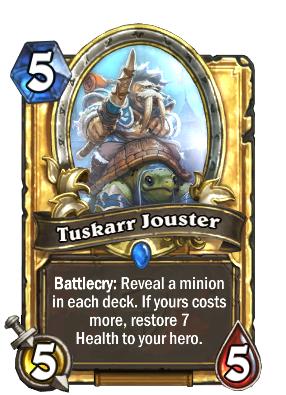 5
Tuskarr Jouster
Battlecry: Reveal a minion
in each deck. If yours costs
more, restore 7
Health to your hero.
5
5